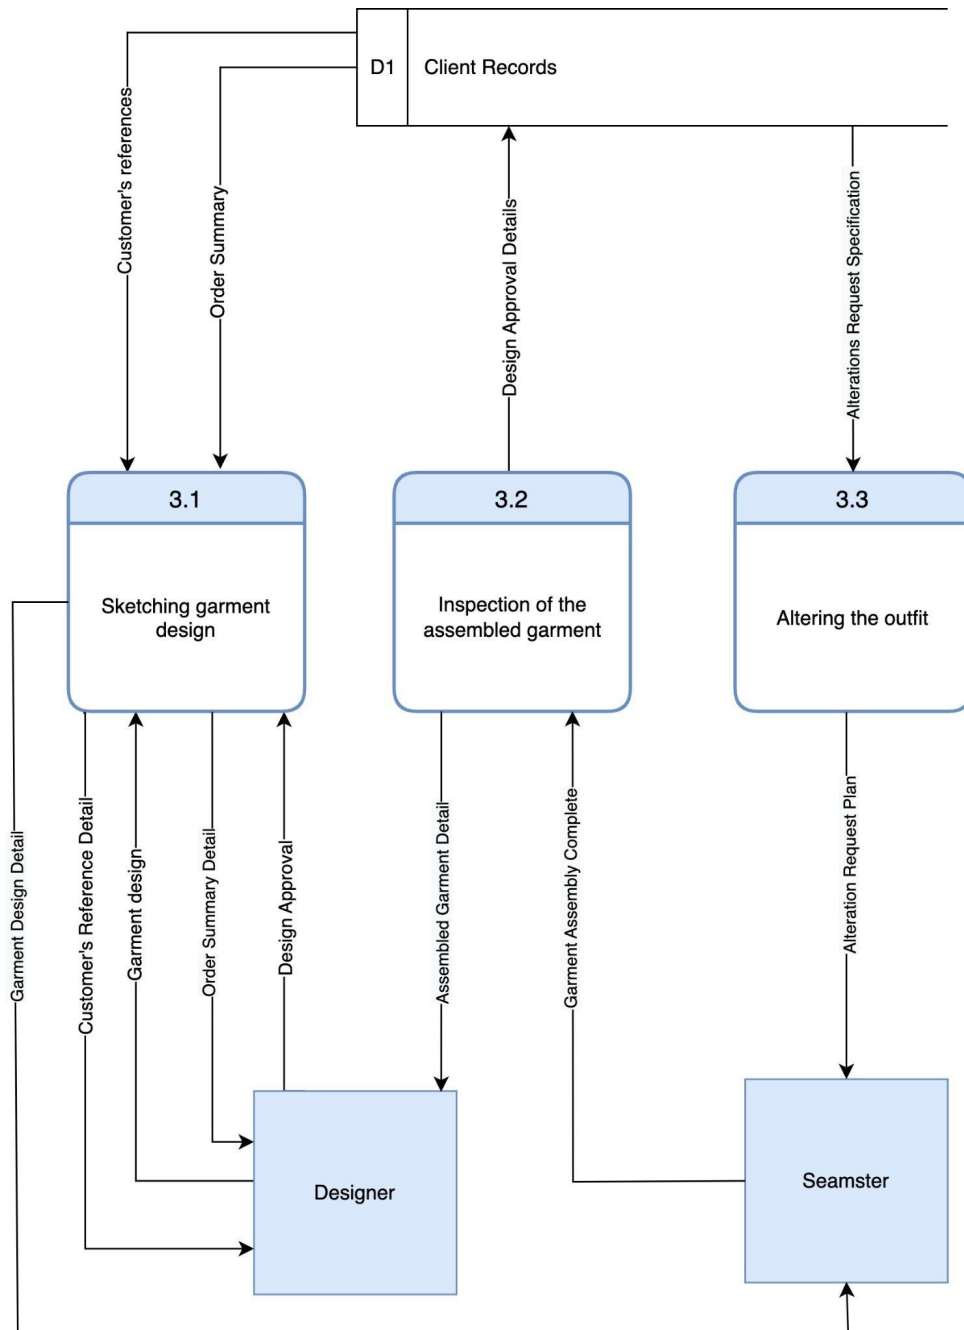 D1
Client Records
Customer's references
Order Summary
Design Approval Details
Alterations Request Specification
3.1
Sketching garment
design
3.2
Inspection of the
assembled garment
3.3
Altering the outfit
Garment Design Detail
Customer's Reference Detail
Garment design
Order Summary Detail
Design Approval
Assembled Garment Detail
Garment Assembly Complete
Alteration Request Plan
Designer
Seamster